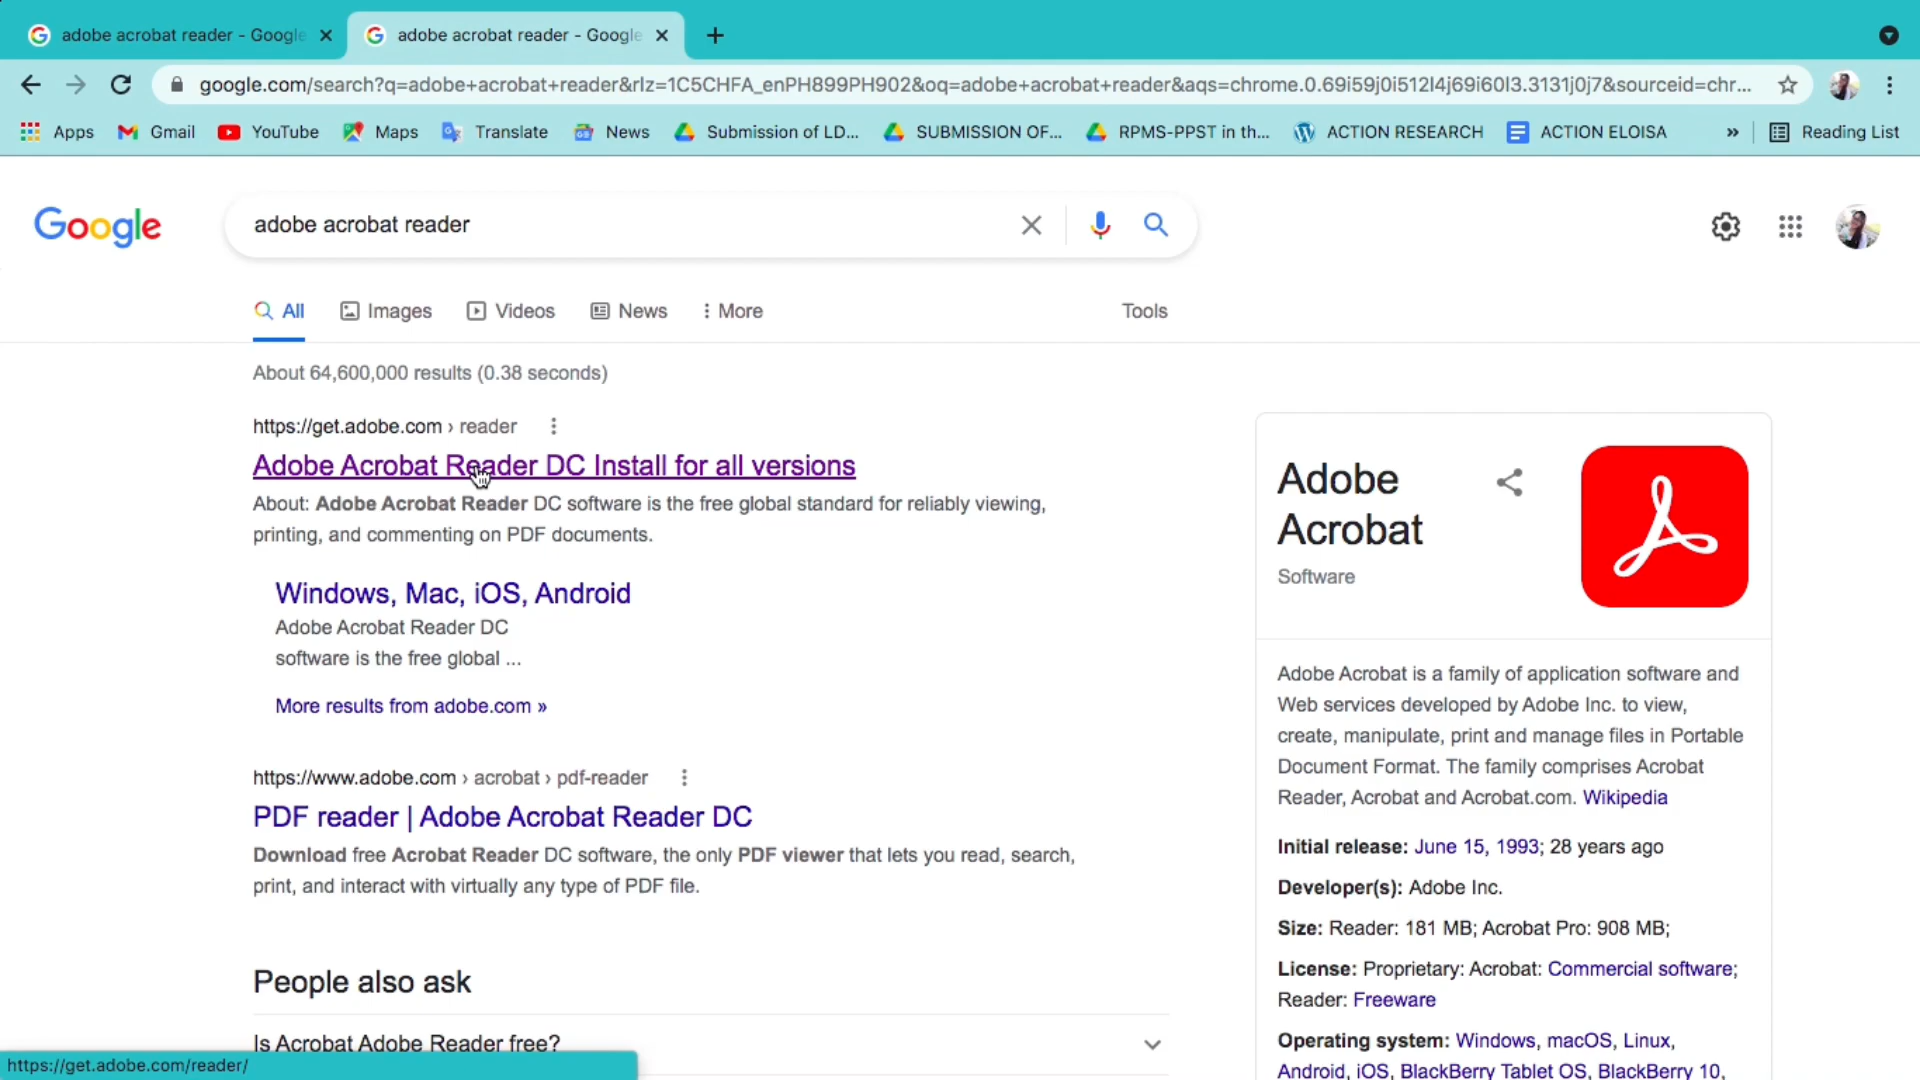 adobe acrobat reader - Google
adobe acrobat reader - Google
google.com/search?q=adobe+acrobat+reader&rlz=1C5CHFA_enPH899PH902&oq=adobe+acrobat+reader&aqs=chrome.0.69i59j0i512l4j69i60l3.3131j0j7&sourceid=chr...
Apps Gmail YouTube Maps Translate News Submission of LD... SUBMISSION OF... RPMS-PPST in th... ACTION RESEARCH ACTION ELOISA » Reading List
Google
adobe acrobat reader
All Images Videos News More Tools
About 64,600,000 results (0.38 seconds)
https://get.adobe.com › reader
Adobe Acrobat Reader DC Install for all versions
About: Adobe Acrobat Reader DC software is the free global standard for reliably viewing,
printing, and commenting on PDF documents.
Windows, Mac, iOS, Android
Adobe Acrobat Reader DC
software is the free global ...
More results from adobe.com »
https://www.adobe.com › acrobat › pdf-reader
PDF reader | Adobe Acrobat Reader DC
Download free Acrobat Reader DC software, the only PDF viewer that lets you read, search,
print, and interact with virtually any type of PDF file.
People also ask
Is Acrobat Adobe Reader free?
Adobe
Acrobat
Software
Adobe Acrobat is a family of application software and
Web services developed by Adobe Inc. to view,
create, manipulate, print and manage files in Portable
Document Format. The family comprises Acrobat
Reader, Acrobat and Acrobat.com. Wikipedia
Initial release: June 15, 1993; 28 years ago
Developer(s): Adobe Inc.
Size: Reader: 181 MB; Acrobat Pro: 908 MB;
License: Proprietary: Acrobat: Commercial software;
Reader: Freeware
Operating system: Windows, macOS, Linux,
Android, iOS, BlackBerry Tablet OS, BlackBerry 10,
https://get.adobe.com/reader/